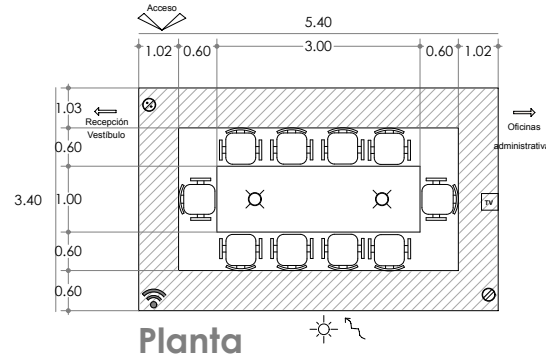 Acceso
5.40
1.02 0.60 3.00 0.60 1.02
1.03
Recepción
Vestíbulo
Oficinas
administrativa
0.60
3.40 1.00
TV
0.60
0.60
Planta